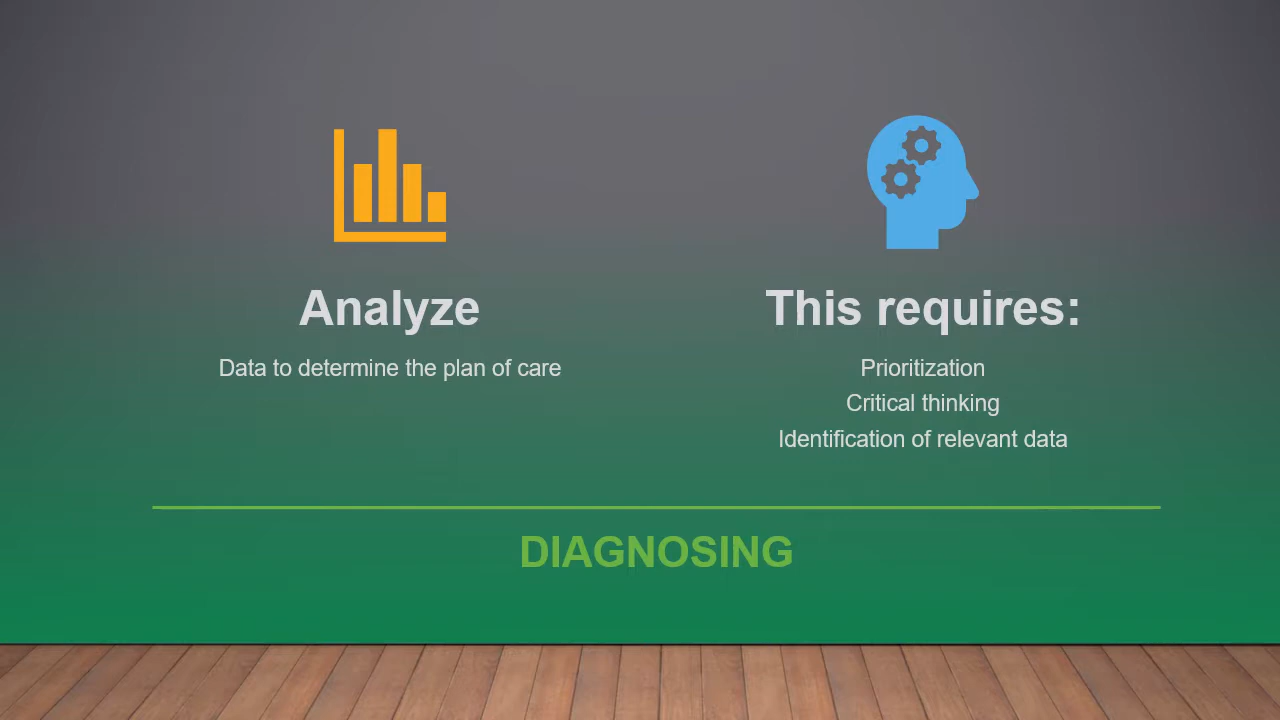 Analyze
Data to determine the plan of care
This requires:
Prioritization
Critical thinking
Identification of relevant data
DIAGNOSING